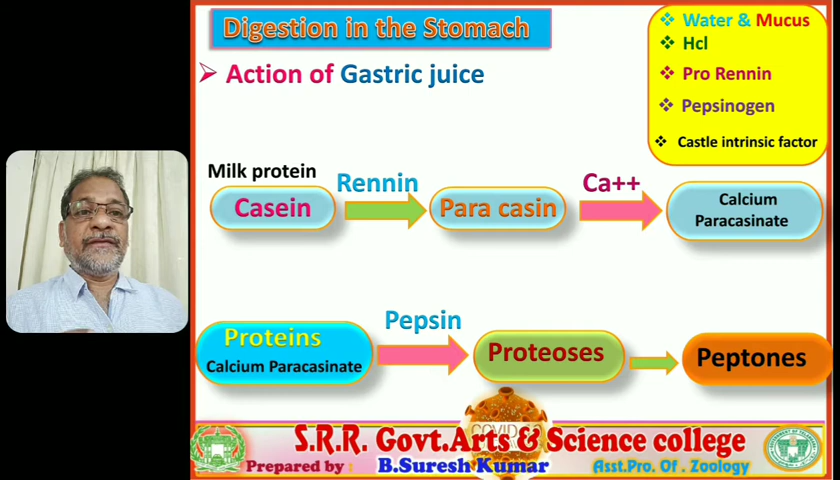 Digestion in the Stomach
Action of Gastric juice
Water & Mucus
Hcl
Pro Rennin
Pepsinogen
Castle intrinsic factor
Milk protein
Casein
Rennin
Para casin
Ca++
Calcium
Paracasinate
Proteins
Calcium Paracasinate
Pepsin
Proteoses
Peptones
COVID
S.R.R. Govt.Arts & Science college
Prepared by : B.Suresh Kumar Asst.Pro. Of . Zoology